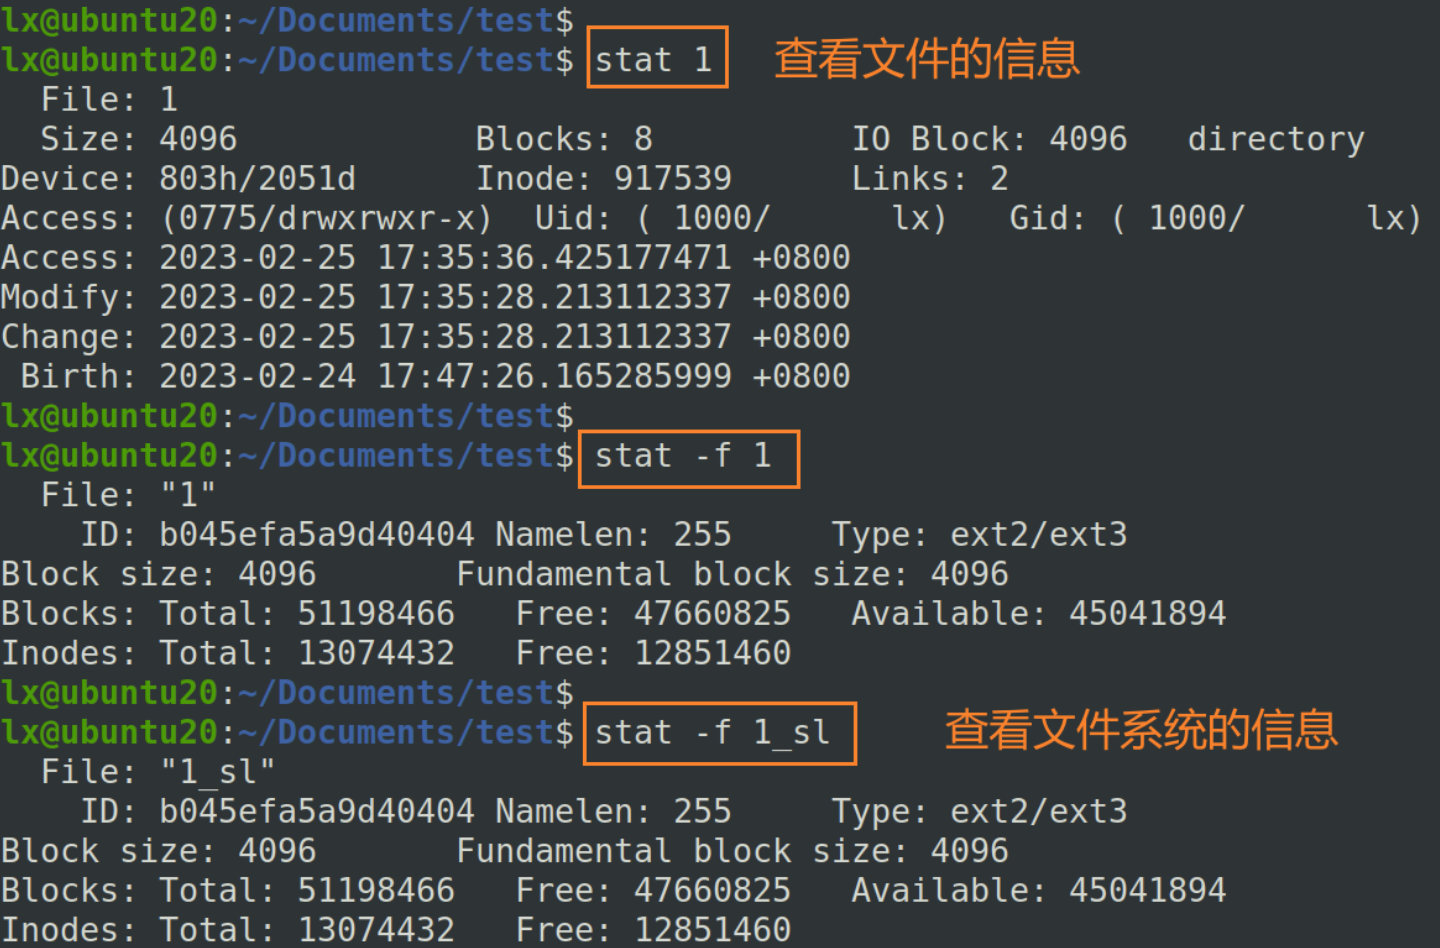 lx@ubuntu20:~/Documents/test$
lx@ubuntu20:~/Documents/test$ stat 1 查看文件的信息
File: 1
Size: 4096 Blocks: 8 IO Block: 4096 directory
Device: 803h/2051d Inode: 917539 Links: 2
Access: (0775/drwxrwxr-x) Uid: ( 1000/ lx) Gid: ( 1000/ lx)
Access: 2023-02-25 17:35:36.425177471 +0800
Modify: 2023-02-25 17:35:28.213112337 +0800
Change: 2023-02-25 17:35:28.213112337 +0800
Birth: 2023-02-24 17:47:26.165285999 +0800
lx@ubuntu20:~/Documents/test$
lx@ubuntu20:~/Documents/test$ stat -f 1
File: "1"
ID: b045efa5a9d40404 Namelen: 255 Type: ext2/ext3
Block size: 4096 Fundamental block size: 4096
Blocks: Total: 51198466 Free: 47660825 Available: 45041894
Inodes: Total: 13074432 Free: 12851460
lx@ubuntu20:~/Documents/test$
lx@ubuntu20:~/Documents/test$ stat -f 1_sl 查看文件系统的信息
File: "1_sl"
ID: b045efa5a9d40404 Namelen: 255 Type: ext2/ext3
Block size: 4096 Fundamental block size: 4096
Blocks: Total: 51198466 Free: 47660825 Available: 45041894
Inodes: Total: 13074432 Free: 12851460